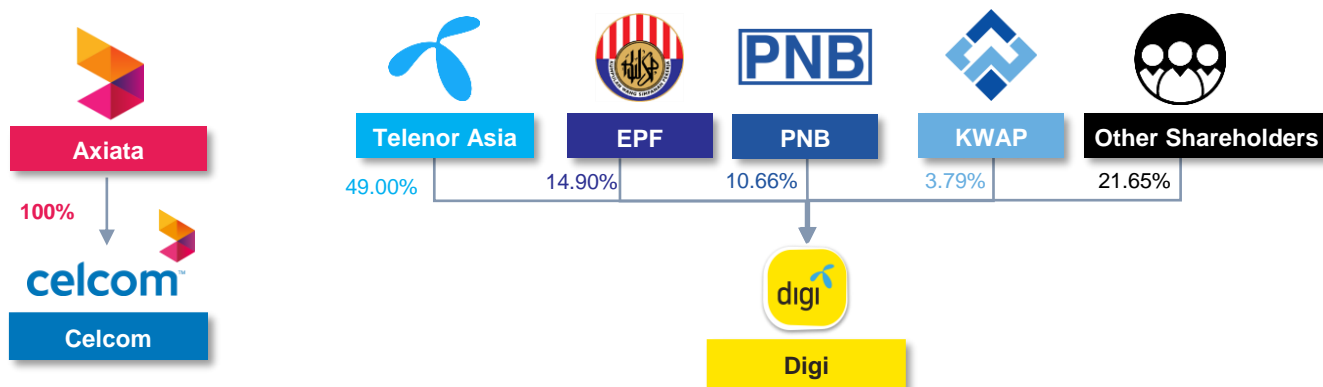 PNB
Axiata
Telenor Asia
EPF
PNB
KWAP
Other Shareholders
49.00%
14.90%
10.66%
3.79%
21.65%
100%
celcom™
digi
Celcom
Digi